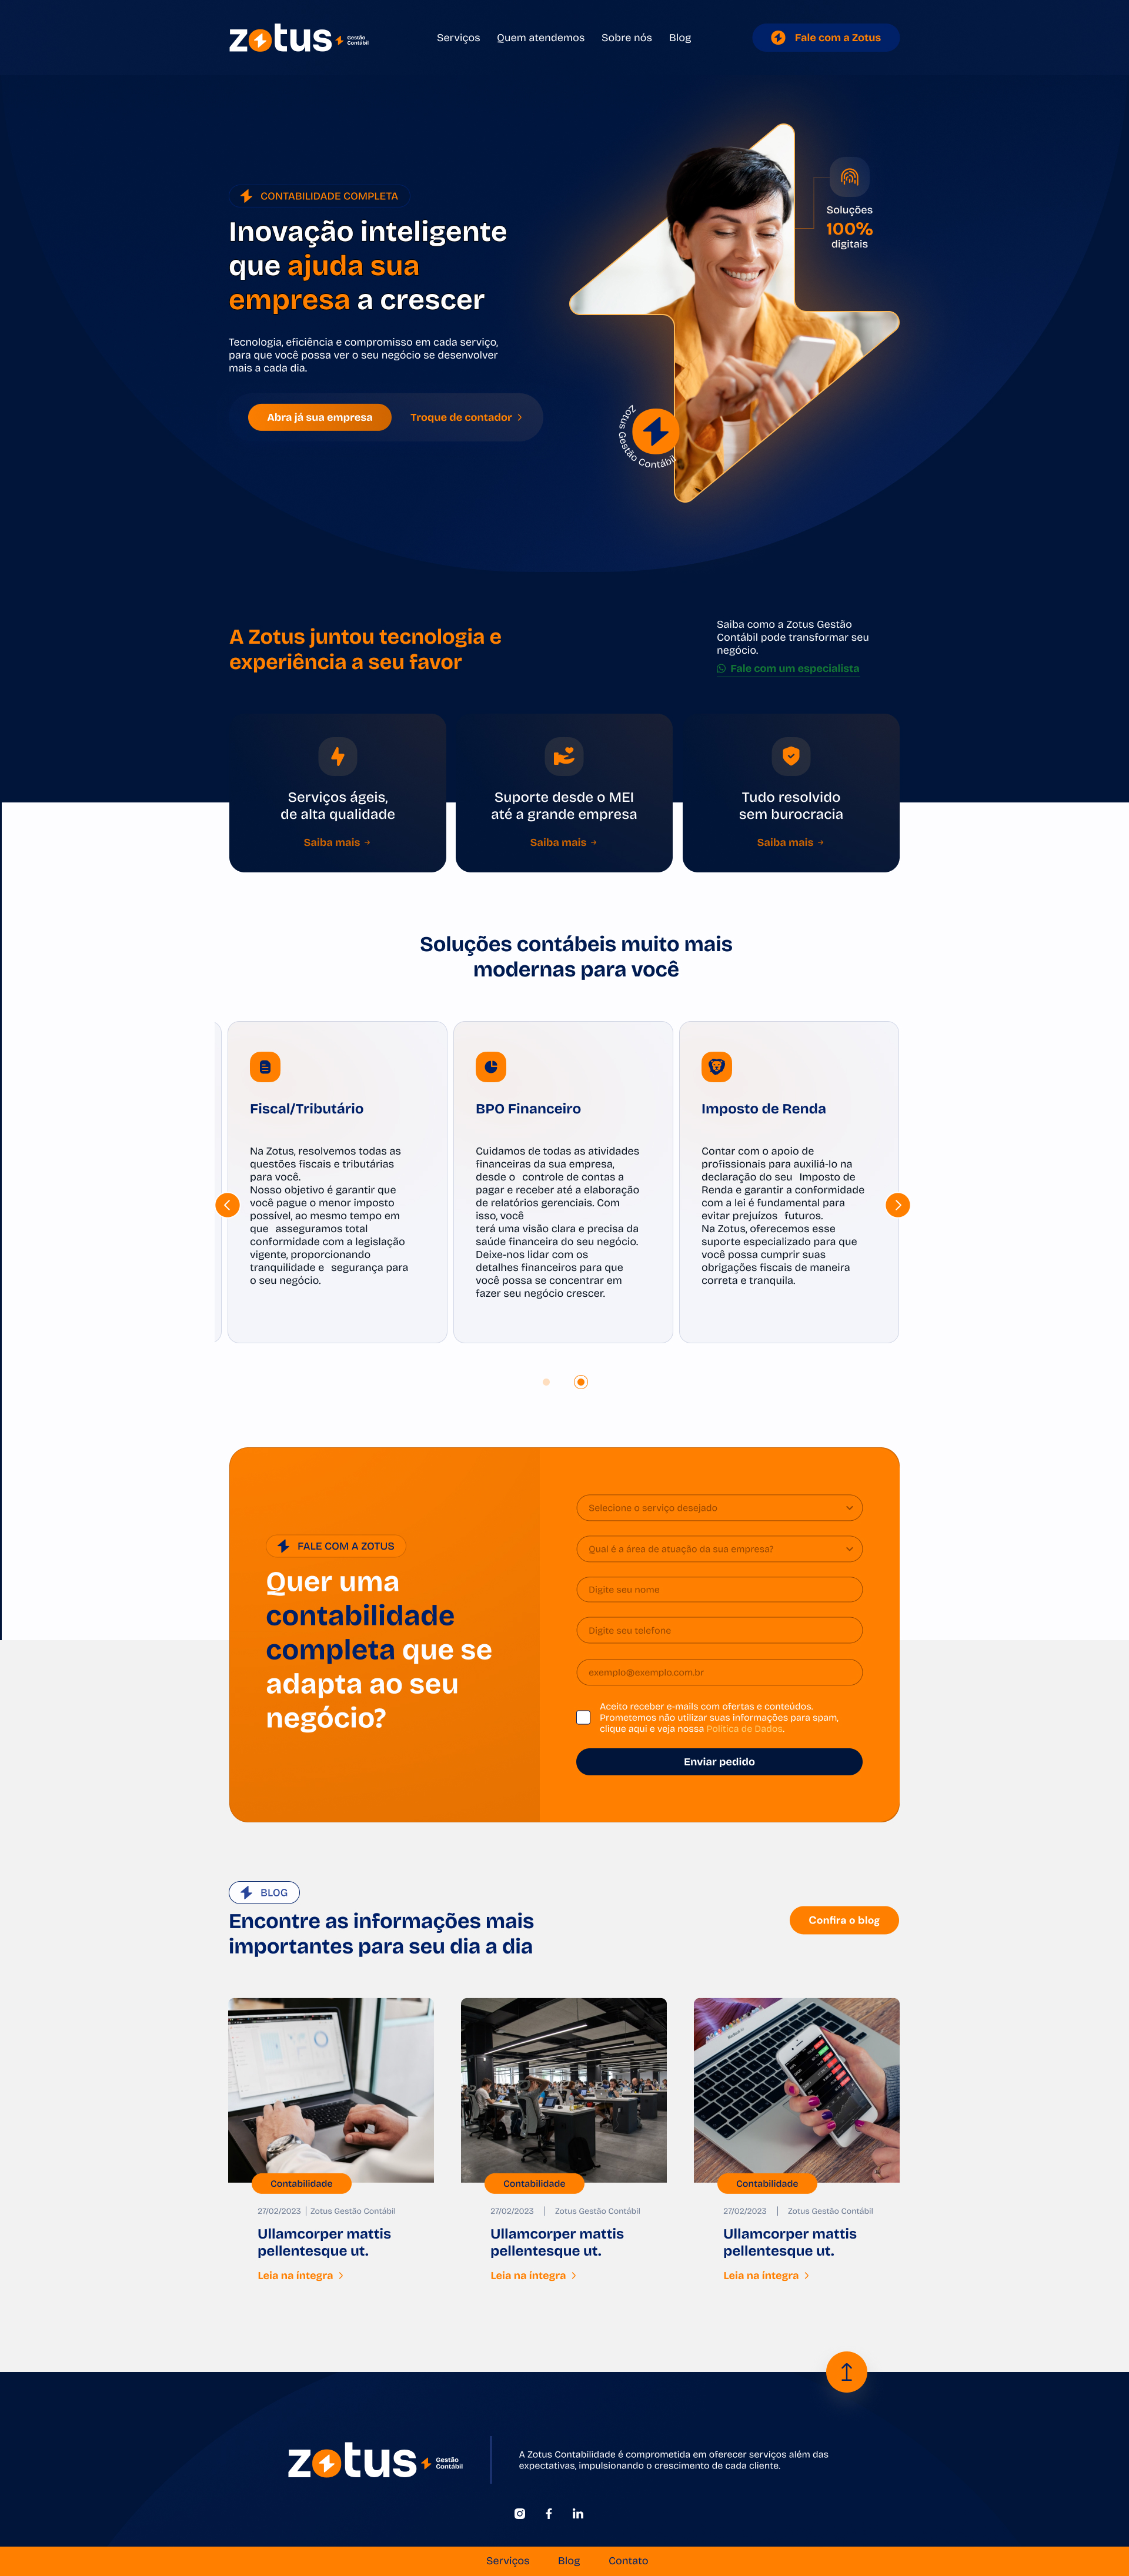 zotus Gestão
Contábil
Serviços Quem atendemos Sobre nós Blog
Fale com a Zotus
CONTABILIDADE COMPLETA
Inovação inteligente
que ajuda sua
empresa a crescer
Tecnologia, eficiência e compromisso em cada serviço,
para que você possa ver o seu negócio se desenvolver
mais a cada dia.
Abra já sua empresa Troque de contador
Soluções
100%
digitais
Zotus Gestão Contábil
A Zotus juntou tecnologia e
experiência a seu favor
Saiba como a Zotus Gestão
Contábil pode transformar seu
negócio.
Fale com um especialista
Serviços ágeis,
de alta qualidade
Saiba mais
Suporte desde o MEI
até a grande empresa
Saiba mais
Tudo resolvido
sem burocracia
Saiba mais
Soluções contábeis muito mais
modernas para você
Fiscal/Tributário
Na Zotus, resolvemos todas as
questões fiscais e tributárias
para você.
Nosso objetivo é garantir que
você pague o menor imposto
possível, ao mesmo tempo em
que asseguramos total
conformidade com a legislação
vigente, proporcionando
tranquilidade e segurança para
o seu negócio.
BPO Financeiro
Cuidamos de todas as atividades
financeiras da sua empresa,
desde o controle de contas a
pagar e receber até a elaboração
de relatórios gerenciais. Com
isso, você
terá uma visão clara e precisa da
saúde financeira do seu negócio.
Deixe-nos lidar com os
detalhes financeiros para que
você possa se concentrar em
fazer seu negócio crescer.
Imposto de Renda
Contar com o apoio de
profissionais para auxiliá-lo na
declaração do seu Imposto de
Renda e garantir a conformidade
com a lei é fundamental para
evitar prejuízos futuros.
Na Zotus, oferecemos esse
suporte especializado para que
você possa cumprir suas
obrigações fiscais de maneira
correta e tranquila.
FALE COM A ZOTUS
Quer uma
contabilidade
completa que se
adapta ao seu
negócio?
Selecione o serviço desejado
Qual é a área de atuação da sua empresa?
Digite seu nome
Digite seu telefone
exemplo@exemplo.com.br
Aceito receber e-mails com ofertas e conteúdos.
Prometemos não utilizar suas informações para spam,
clique aqui e veja nossa Política de Dados.
Enviar pedido
BLOG
Encontre as informações mais
importantes para seu dia a dia
Confira o blog
Contabilidade
27/02/2023 | Zotus Gestão Contábil
Ullamcorper mattis
pellentesque ut.
Leia na íntegra
Contabilidade
27/02/2023 | Zotus Gestão Contábil
Ullamcorper mattis
pellentesque ut.
Leia na íntegra
Contabilidade
27/02/2023 | Zotus Gestão Contábil
Ullamcorper mattis
pellentesque ut.
Leia na íntegra
zotus Gestão
Contábil
A Zotus Contabilidade é comprometida em oferecer serviços além das
expectativas, impulsionando o crescimento de cada cliente.
Serviços Blog Contato